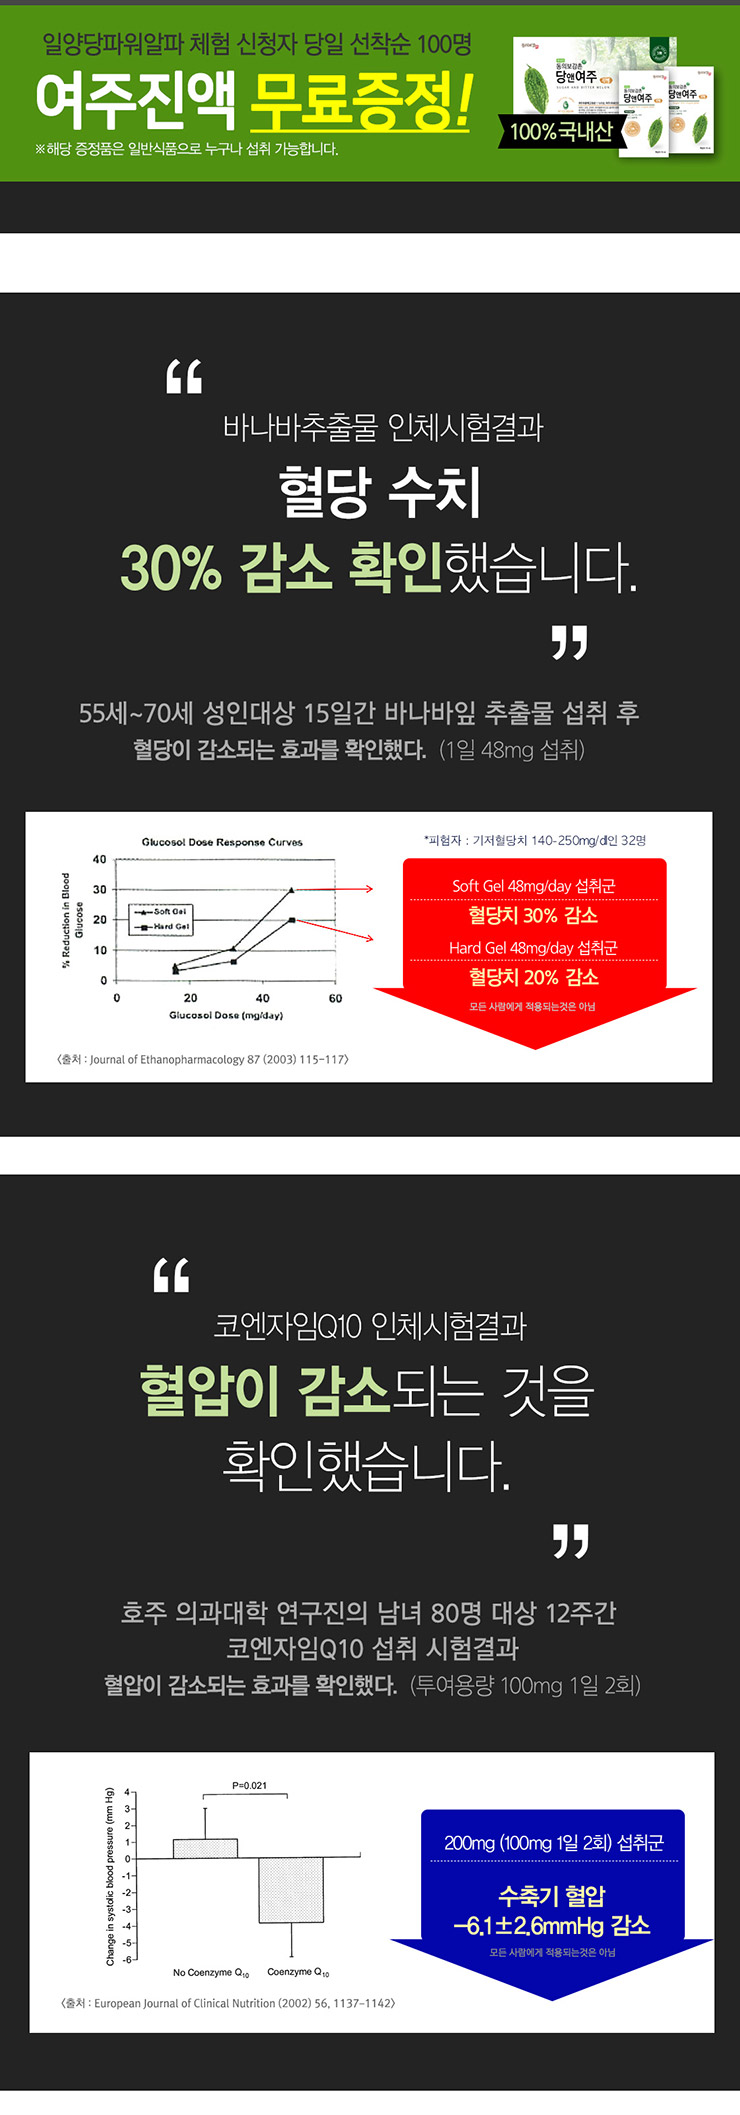 일양당파워알파 체험 신청자 당일 선착순 100명
여주진액 무료증정!
※해당 증정품은 일반식품으로 누구나 섭취 가능합니다.
동의보감촌
당앤여주
SUGAR AND BITTER MELON
100%국내산
당앤여주
당앤여주
“
바나바추출물 인체시험결과
혈당 수치
30% 감소 확인했습니다.
”
55세~70세 성인대상 15일간 바나바잎 추출물 섭취 후
혈당이 감소되는 효과를 확인했다. (1일 48mg 섭취)
Glucosol Dose Response Curves
% Reduction in Blood
Glucose
40
30
20
10
0
Soft Gel
Hard Gel
0 20 40 60
Glucosol Dose (mg/day)
*피험자 : 기저혈당치 140-250mg/dl인 32명
Soft Gel 48mg/day 섭취군
혈당치 30% 감소
Hard Gel 48mg/day 섭취군
혈당치 20% 감소
모든 사람에게 적용되는것은 아님
〈출처 : Journal of Ethanopharmacology 87 (2003) 115-117〉
“
코엔자임Q10 인체시험결과
혈압이 감소되는 것을
확인했습니다.
”
호주 의과대학 연구진의 남녀 80명 대상 12주간
코엔자임Q10 섭취 시험결과
혈압이 감소되는 효과를 확인했다. (투여용량 100mg 1일 2회)
Change in systolic blood pressure (mm Hg)
4
3
2
1
0
-1
-2
-3
-4
-5
-6
P=0.021
No Coenzyme Q10 Coenzyme Q10
200mg (100mg 1일 2회) 섭취군
수축기 혈압
-6.1±2.6mmHg 감소
모든 사람에게 적용되는것은 아님
〈출처 : European Journal of Clinical Nutrition (2002) 56, 1137-1142〉